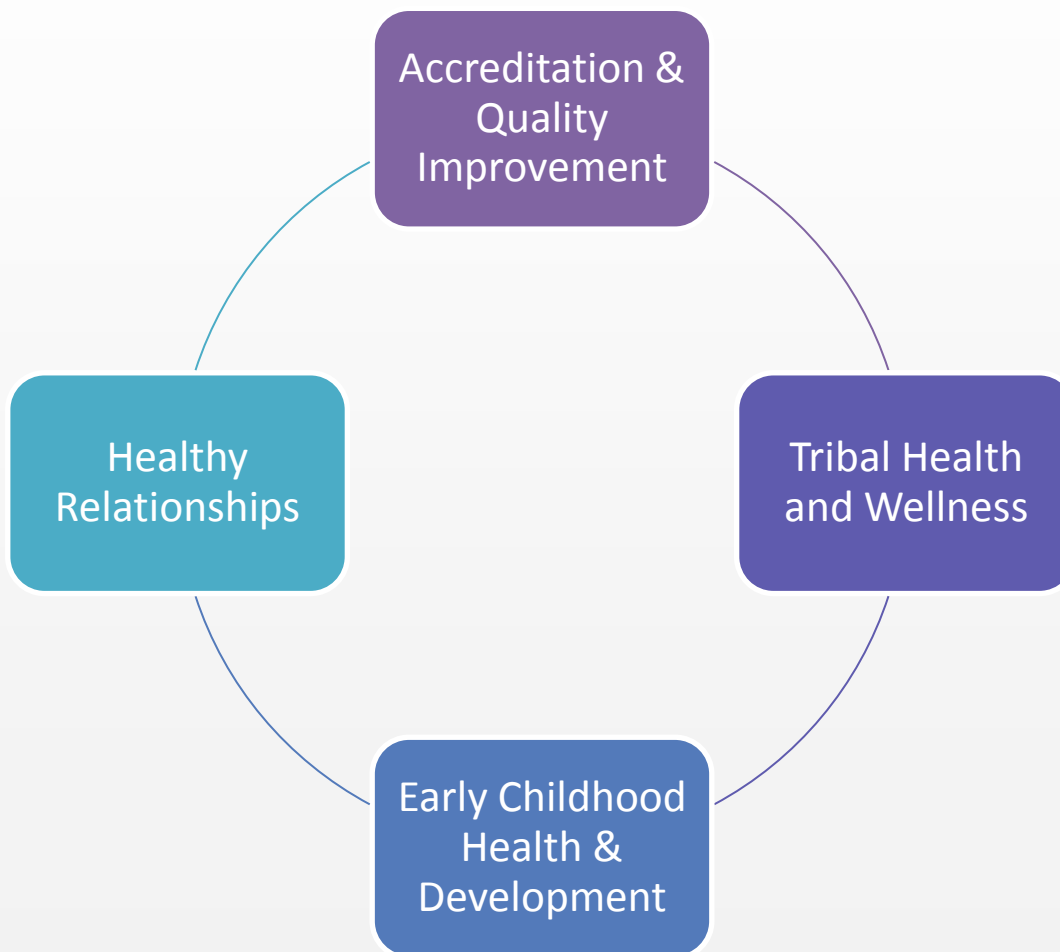 Accreditation &
Quality
Improvement
Healthy
Relationships
Tribal Health
and Wellness
Early Childhood
Health &
Development